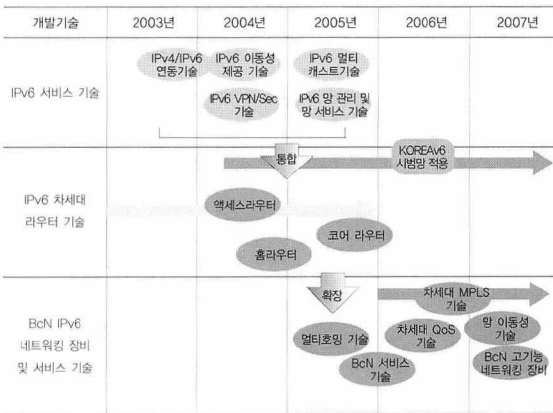 개발기술 2003년 2004년 2005년 2006년 2007년
IPv6 서비스 기술
IPv4/IPv6
연동기술
IPv6 이동성
제공 기술
IPv6 멀티
캐스트기술
IPv6 VPN/Sec
기술
IPv6 망 관리 및
망 서비스 기술
통합
KOREAv6
시범망 적용
IPv6 차세대
라우터 기술
액세스라우터
홈라우터
코어 라우터
확장
BcN IPv6
네트워킹 장비
및 서비스 기술
차세대 MPLS
기술
멀티호밍 기술
차세대 QoS
기술
망 이동성
기술
BcN 서비스
기술
BcN 고기능
네트워킹 장비